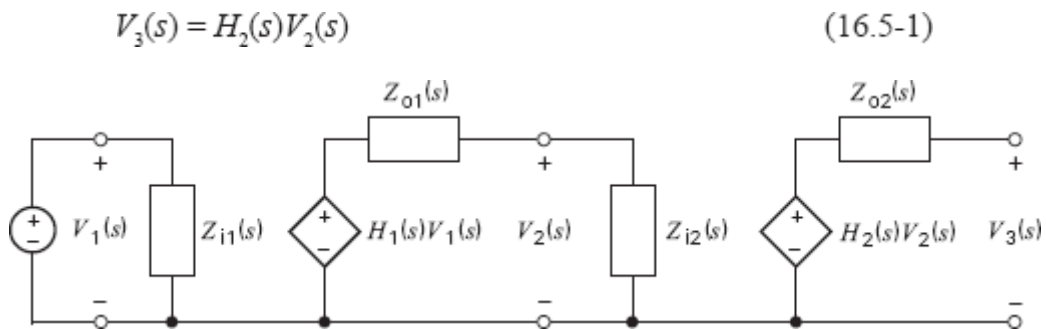 V₃(s) = H₂(s)V₂(s) (16.5-1)
Zₒ₁(s) Zₒ₂(s)
+ + +
+ − V₁(s) Zᵢ₁(s) + − H₁(s)V₁(s) V₂(s) Zᵢ₂(s) + − H₂(s)V₂(s) V₃(s)
− − −